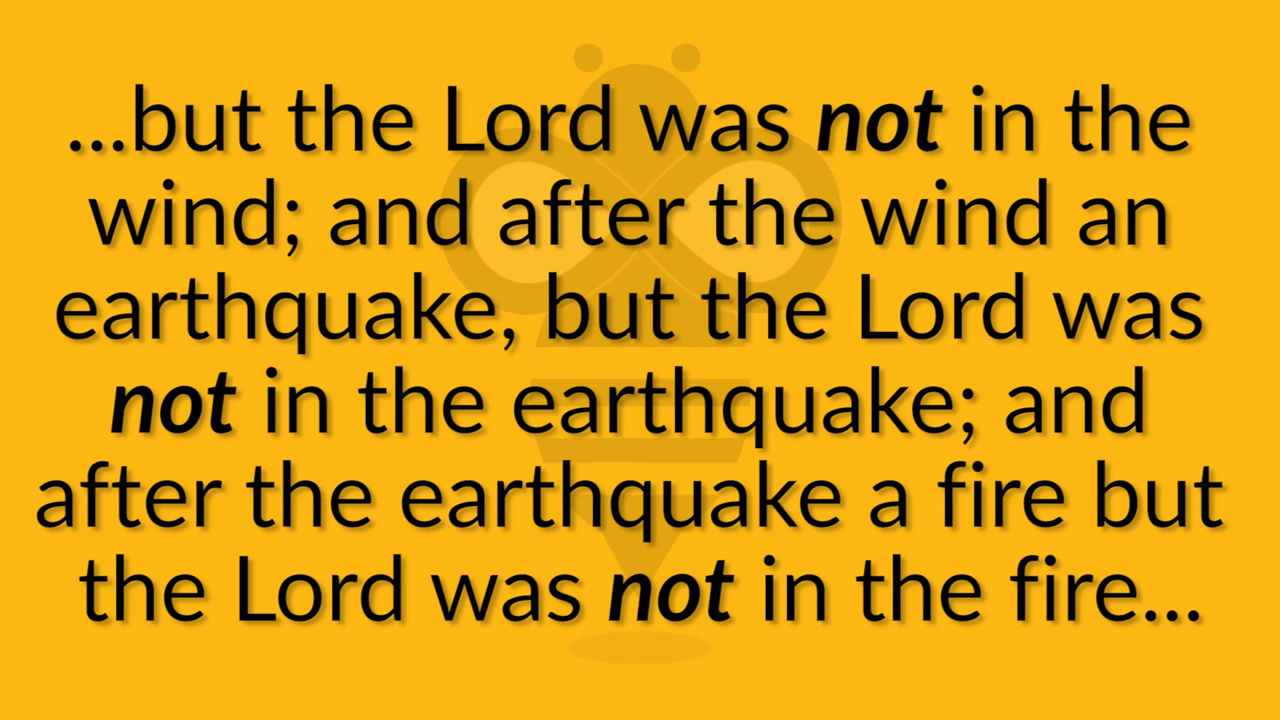 ...but the Lord was not in the
wind; and after the wind an
earthquake, but the Lord was
not in the earthquake; and
after the earthquake a fire but
the Lord was not in the fire...